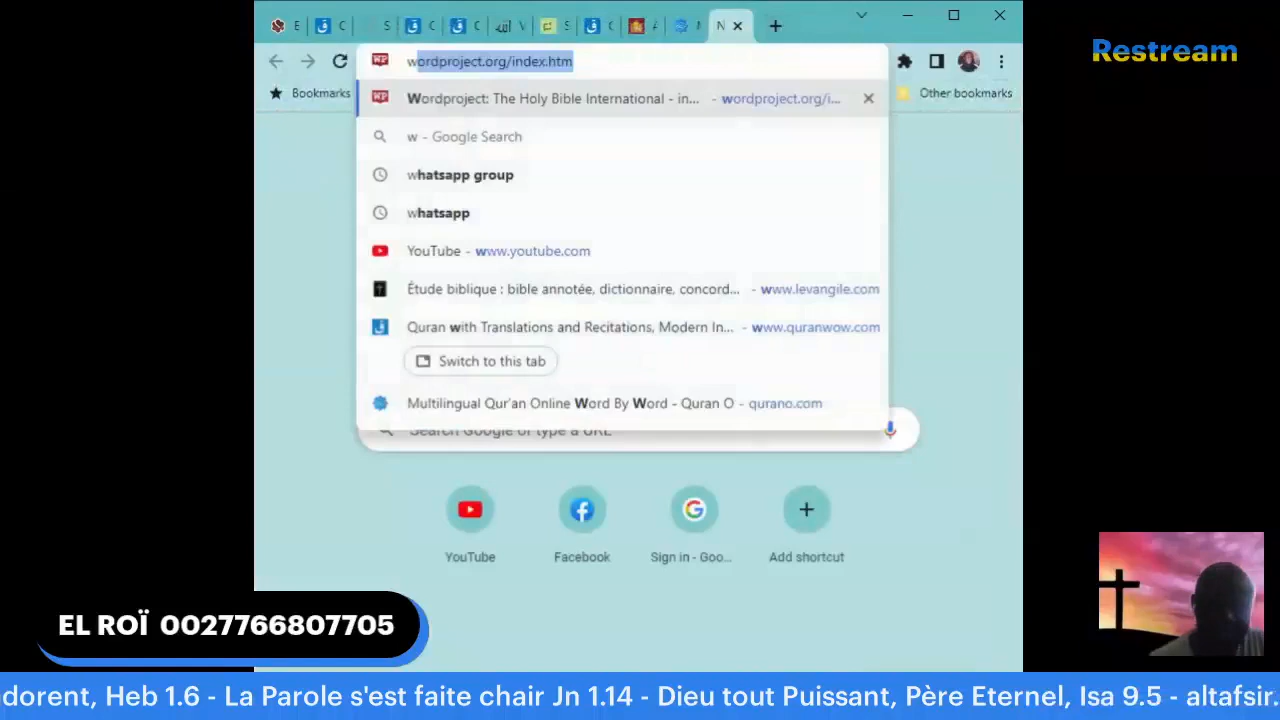 E
C
S
C
C
V
S
C
A
N
Restream
wordproject.org/index.htm
Bookmarks
Other bookmarks
Wordproject: The Holy Bible International - in... - wordproject.org/i...
w - Google Search
whatsapp group
whatsapp
YouTube - www.youtube.com
Étude biblique : bible annotée, dictionnaire, concord... - www.levangile.com
Quran with Translations and Recitations, Modern In... - www.quranwow.com
Switch to this tab
Multilingual Qur'an Online Word By Word - Quran O - qurano.com
Search Google or type a URL
YouTube
Facebook
Sign in - Goo...
Add shortcut
EL ROÏ 0027766807705
dorent, Heb 1.6 - La Parole s'est faite chair Jn 1.14 - Dieu tout Puissant, Père Eternel, Isa 9.5 - altafsir.